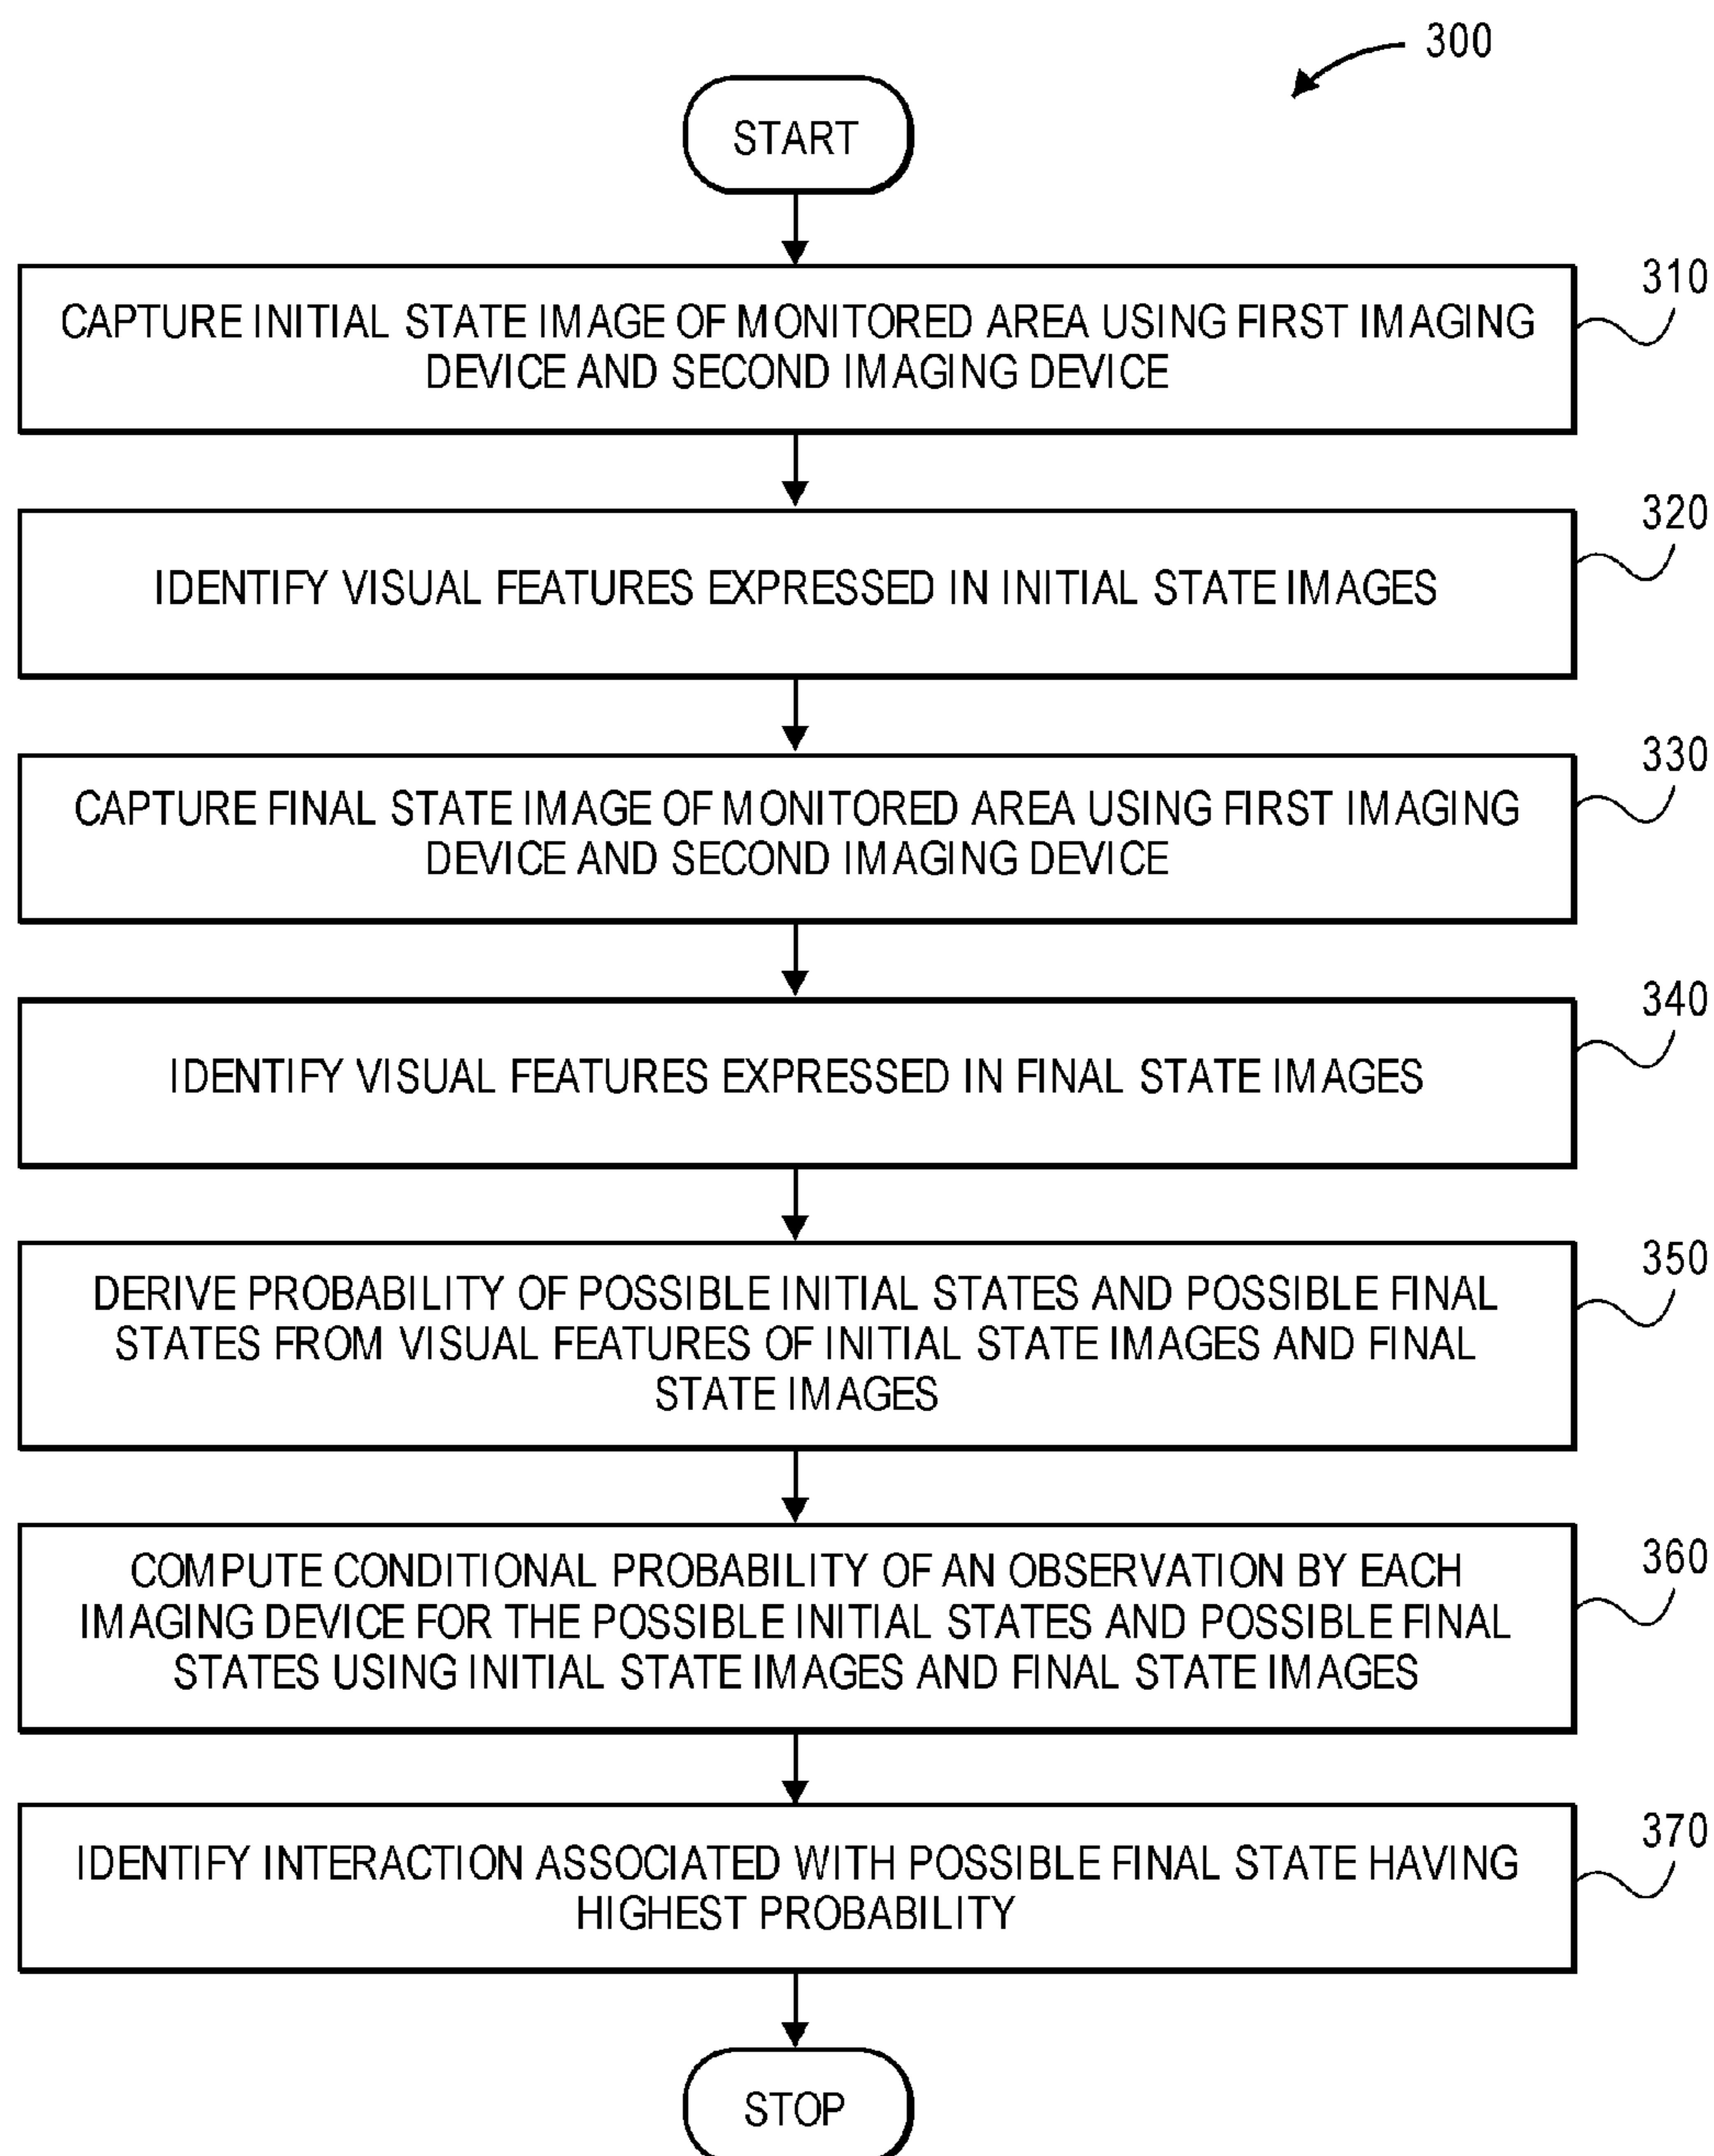 300
START
310
CAPTURE INITIAL STATE IMAGE OF MONITORED AREA USING FIRST IMAGING
DEVICE AND SECOND IMAGING DEVICE
320
IDENTIFY VISUAL FEATURES EXPRESSED IN INITIAL STATE IMAGES
330
CAPTURE FINAL STATE IMAGE OF MONITORED AREA USING FIRST IMAGING
DEVICE AND SECOND IMAGING DEVICE
340
IDENTIFY VISUAL FEATURES EXPRESSED IN FINAL STATE IMAGES
350
DERIVE PROBABILITY OF POSSIBLE INITIAL STATES AND POSSIBLE FINAL
STATES FROM VISUAL FEATURES OF INITIAL STATE IMAGES AND FINAL
STATE IMAGES
360
COMPUTE CONDITIONAL PROBABILITY OF AN OBSERVATION BY EACH
IMAGING DEVICE FOR THE POSSIBLE INITIAL STATES AND POSSIBLE FINAL
STATES USING INITIAL STATE IMAGES AND FINAL STATE IMAGES
370
IDENTIFY INTERACTION ASSOCIATED WITH POSSIBLE FINAL STATE HAVING
HIGHEST PROBABILITY
STOP